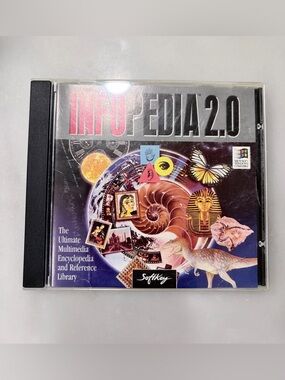 INFOPEDIA 2.0
The
Ultimate
Multimedia
Encyclopedia
and Reference
Library
SoftKey